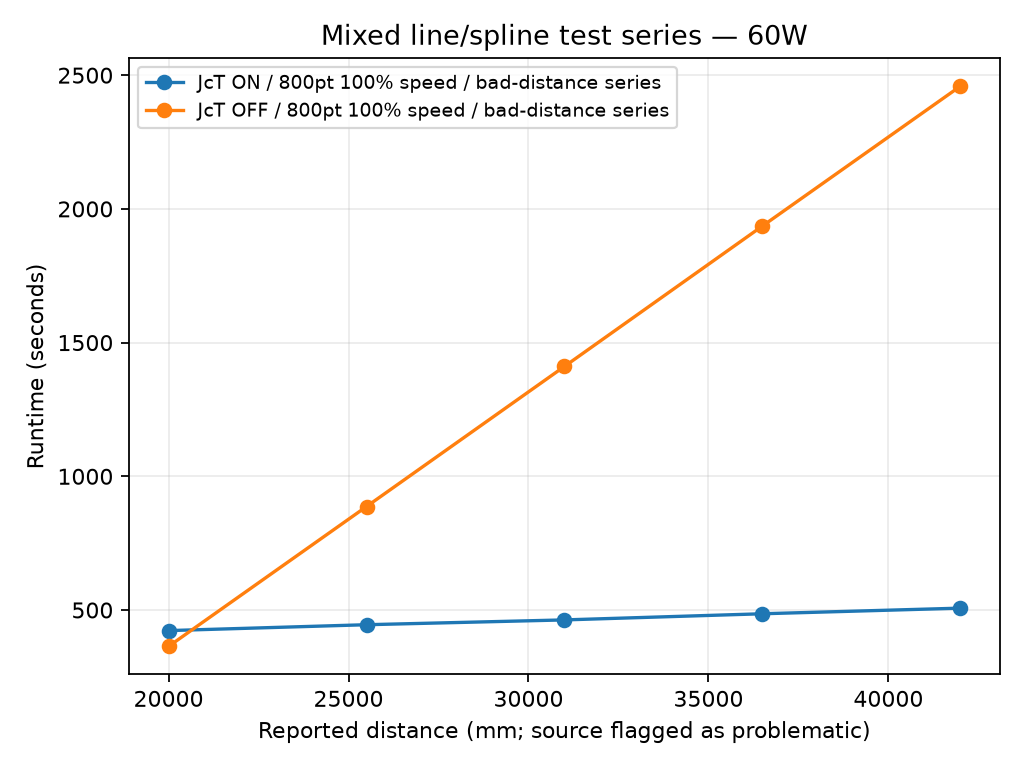 Mixed line/spline test series — 60W
JcT ON / 800pt 100% speed / bad-distance series
JcT OFF / 800pt 100% speed / bad-distance series
Runtime (seconds)
2500
2000
1500
1000
500
20000
25000
30000
35000
40000
Reported distance (mm; source flagged as problematic)